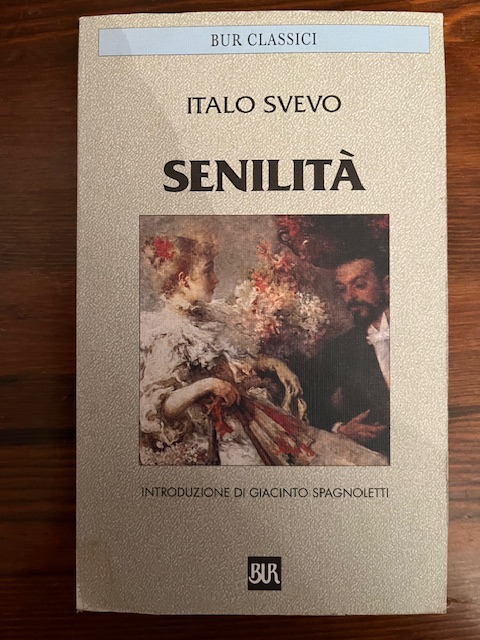 BUR CLASSICI
ITALO SVEVO
SENILITÀ
INTRODUZIONE DI GIACINTO SPAGNOLETTI
BUR